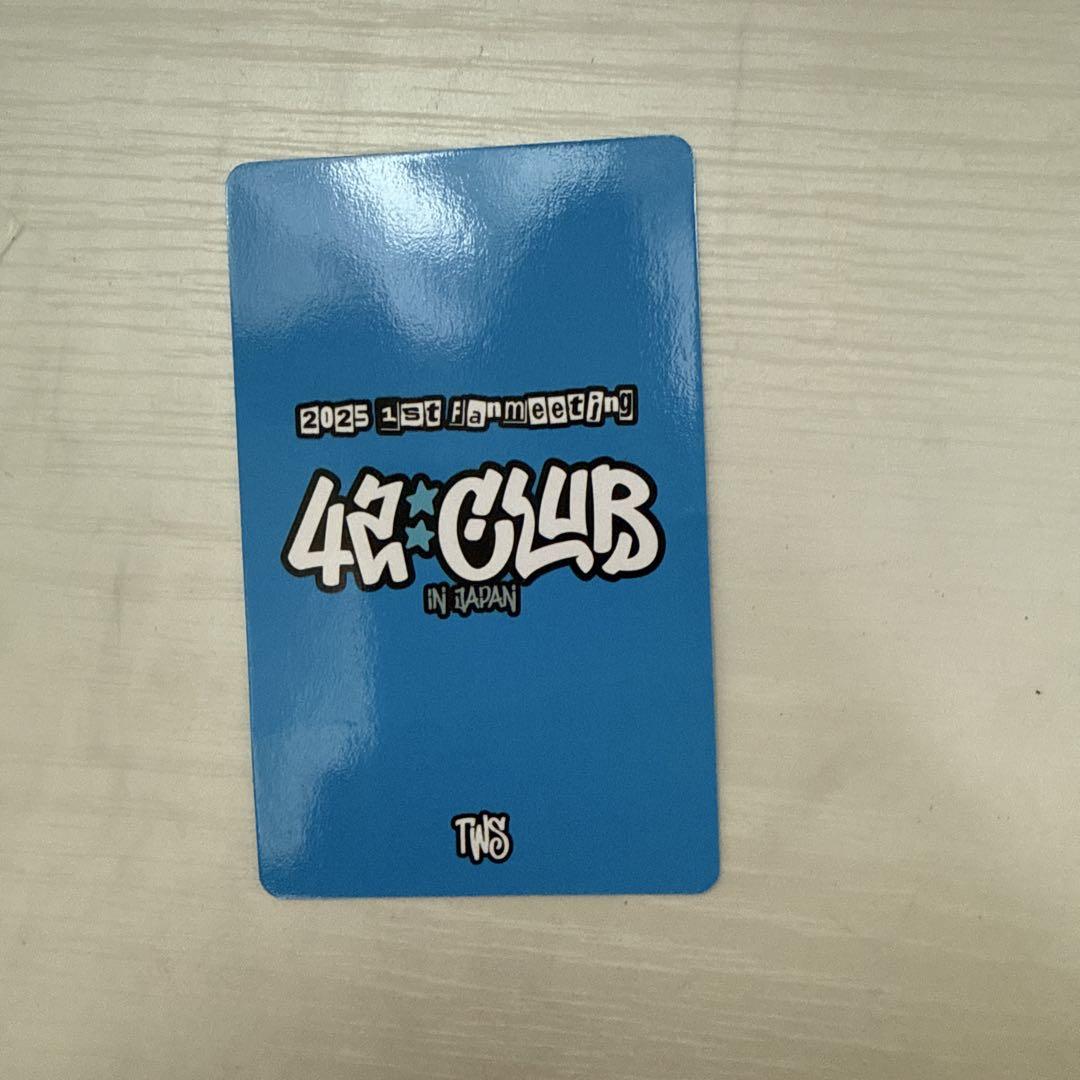 2025 1st fanmeeting
42:CLUB
IN JAPAN
TWS